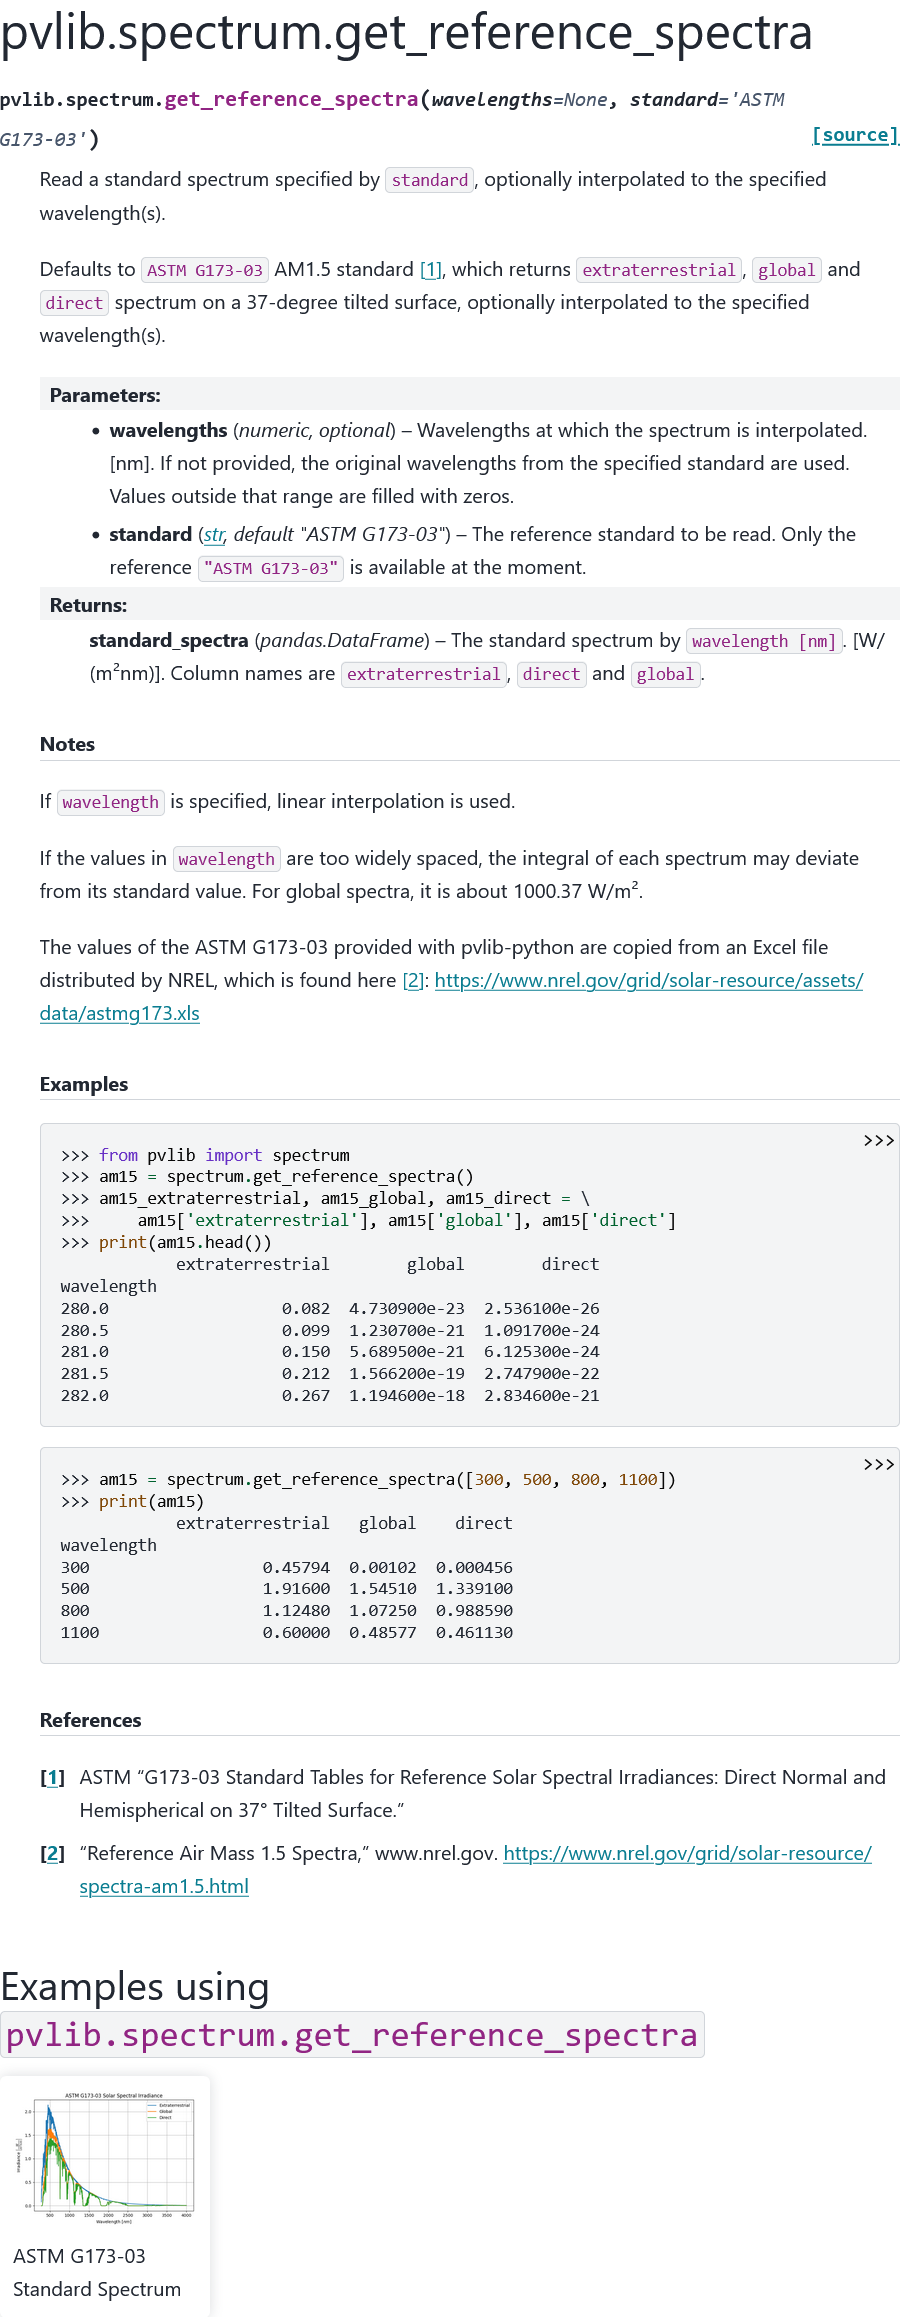 pvlib.spectrum.get_reference_spectra
pvlib.spectrum.get_reference_spectra(wavelengths=None, standard='ASTM
G173-03')
[source]
Read a standard spectrum specified by standard, optionally interpolated to the specified
wavelength(s).
Defaults to ASTM G173-03 AM1.5 standard [1], which returns extraterrestrial, global and
direct spectrum on a 37-degree tilted surface, optionally interpolated to the specified
wavelength(s).
Parameters:
• wavelengths (numeric, optional) – Wavelengths at which the spectrum is interpolated.
[nm]. If not provided, the original wavelengths from the specified standard are used.
Values outside that range are filled with zeros.
• standard (str, default "ASTM G173-03") – The reference standard to be read. Only the
reference "ASTM G173-03" is available at the moment.
Returns:
standard_spectra (pandas.DataFrame) – The standard spectrum by wavelength [nm]. [W/
(m²nm)]. Column names are extraterrestrial, direct and global.
Notes
If wavelength is specified, linear interpolation is used.
If the values in wavelength are too widely spaced, the integral of each spectrum may deviate
from its standard value. For global spectra, it is about 1000.37 W/m².
The values of the ASTM G173-03 provided with pvlib-python are copied from an Excel file
distributed by NREL, which is found here [2]: https://www.nrel.gov/grid/solar-resource/assets/
data/astmg173.xls
Examples
>>>
>>> from pvlib import spectrum
>>> am15 = spectrum.get_reference_spectra()
>>> am15_extraterrestrial, am15_global, am15_direct = \
>>>     am15['extraterrestrial'], am15['global'], am15['direct']
>>> print(am15.head())
            extraterrestrial        global        direct
wavelength
280.0                  0.082  4.730900e-23  2.536100e-26
280.5                  0.099  1.230700e-21  1.091700e-24
281.0                  0.150  5.689500e-21  6.125300e-24
281.5                  0.212  1.566200e-19  2.747900e-22
282.0                  0.267  1.194600e-18  2.834600e-21
>>>
>>> am15 = spectrum.get_reference_spectra([300, 500, 800, 1100])
>>> print(am15)
            extraterrestrial   global    direct
wavelength
300                  0.45794  0.00102  0.000456
500                  1.91600  1.54510  1.339100
800                  1.12480  1.07250  0.988590
1100                 0.60000  0.48577  0.461130
References
[1] ASTM “G173-03 Standard Tables for Reference Solar Spectral Irradiances: Direct Normal and
Hemispherical on 37° Tilted Surface.”
[2] “Reference Air Mass 1.5 Spectra,” www.nrel.gov. https://www.nrel.gov/grid/solar-resource/
spectra-am1.5.html
Examples using
pvlib.spectrum.get_reference_spectra
ASTM G173-03 Solar Spectral Irradiance
Extraterrestrial
Global
Direct
2.0
1.5
1.0
0.5
0.0
500 1000 1500 2000 2500 3000 3500 4000
Wavelength [nm]
ASTM G173-03
Standard Spectrum